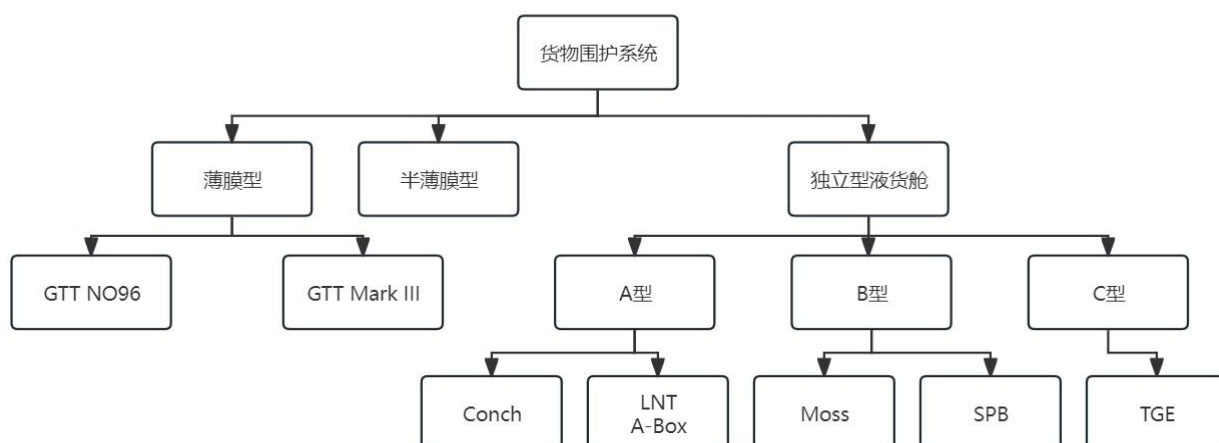 货物围护系统
薄膜型
半薄膜型
独立型液货舱
GTT NO96
GTT Mark III
A型
B型
C型
Conch
LNT
A-Box
Moss
SPB
TGE